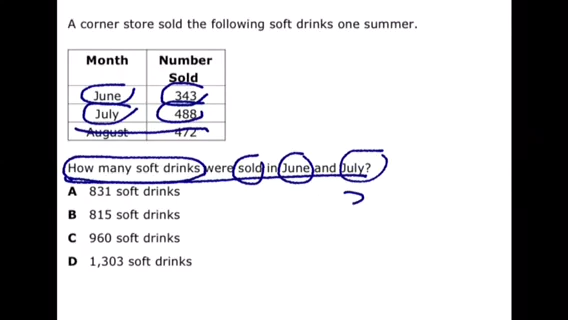 A corner store sold the following soft drinks one summer.
Month Number Sold
June 343
July 488
August 472
How many soft drinks were sold in June and July?
A 831 soft drinks
B 815 soft drinks
C 960 soft drinks
D 1,303 soft drinks